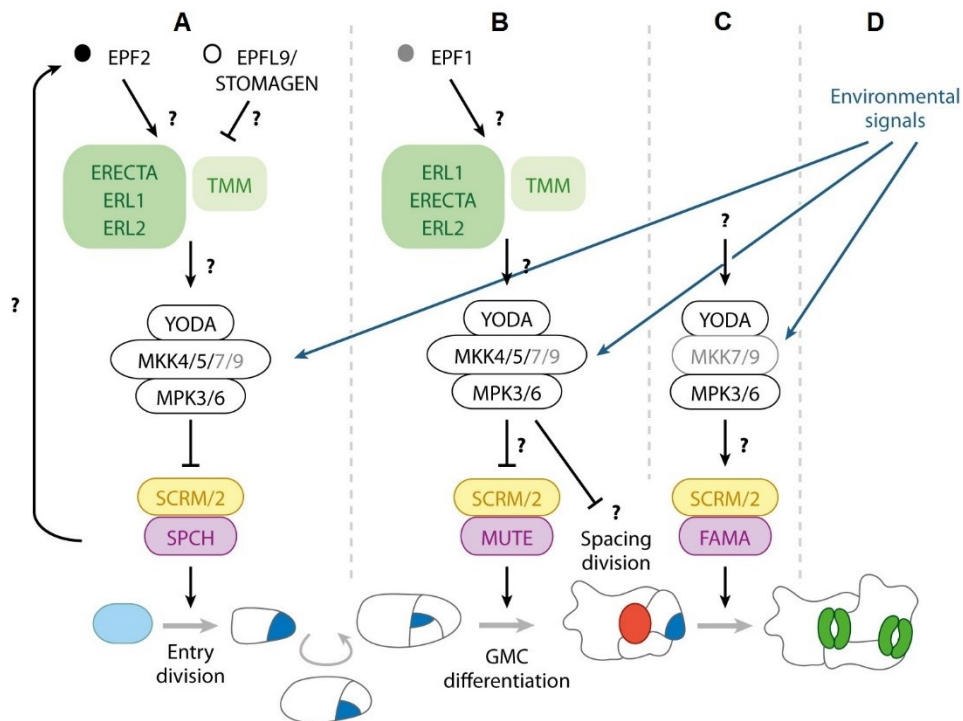 A
B
C
D
EPF2
EPFL9/
STOMAGEN
?
?
ERECTA
ERL1
ERL2
TMM
?
?
YODA
MKK4/5/7/9
MPK3/6
SCRM/2
SPCH
Entry
division
EPF1
?
ERL1
ERECTA
ERL2
TMM
?
YODA
MKK4/5/7/9
MPK3/6
?
?
SCRM/2
MUTE
Spacing
division
GMC
differentiation
?
YODA
MKK7/9
MPK3/6
?
SCRM/2
FAMA
Environmental
signals